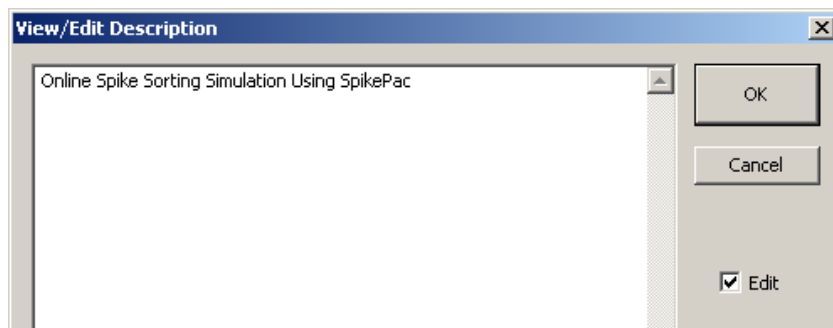 View/Edit Description
Online Spike Sorting Simulation Using SpikePac
OK
Cancel
Edit